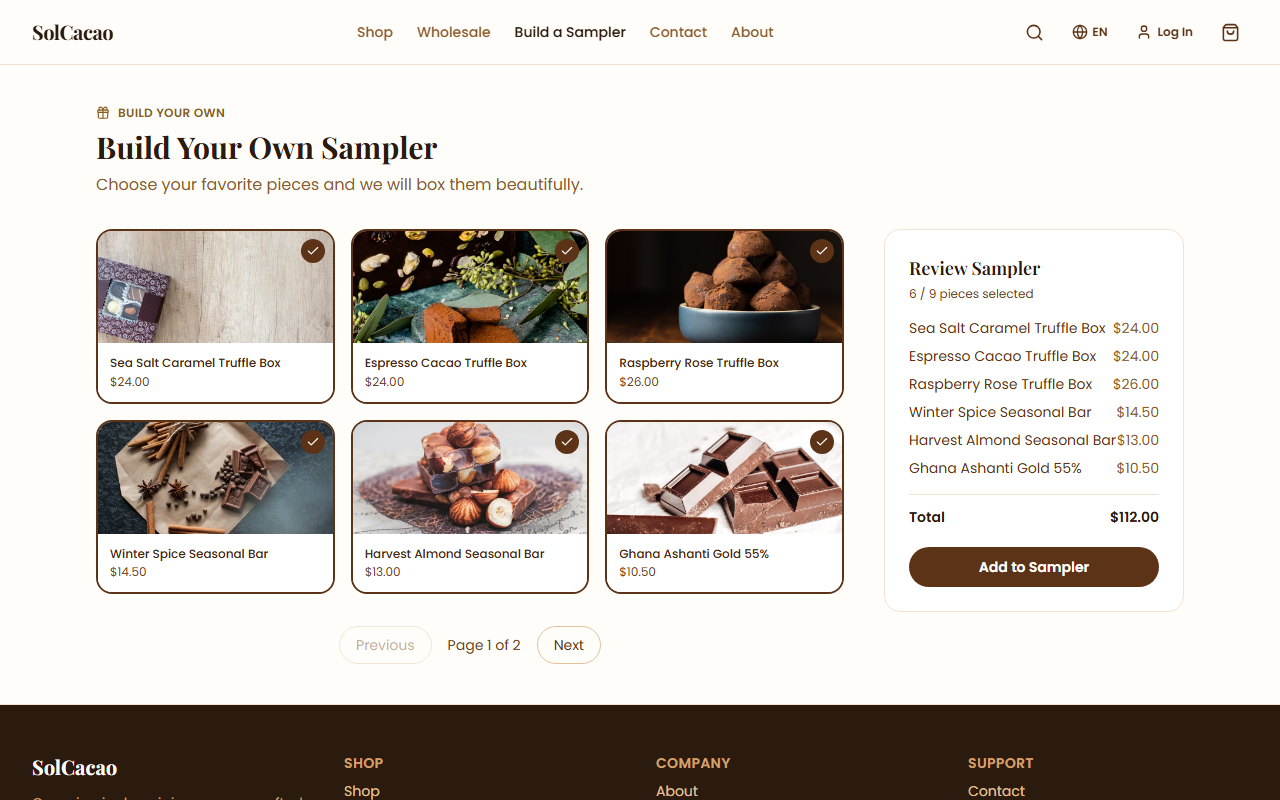 SolCacao
Shop
Wholesale
Build a Sampler
Contact
About
EN
Log In
BUILD YOUR OWN
Build Your Own Sampler
Choose your favorite pieces and we will box them beautifully.
Sea Salt Caramel Truffle Box
$24.00
Espresso Cacao Truffle Box
$24.00
Raspberry Rose Truffle Box
$26.00
Winter Spice Seasonal Bar
$14.50
Harvest Almond Seasonal Bar
$13.00
Ghana Ashanti Gold 55%
$10.50
Previous
Page 1 of 2
Next
Review Sampler
6 / 9 pieces selected
Sea Salt Caramel Truffle Box $24.00
Espresso Cacao Truffle Box $24.00
Raspberry Rose Truffle Box $26.00
Winter Spice Seasonal Bar $14.50
Harvest Almond Seasonal Bar $13.00
Ghana Ashanti Gold 55% $10.50
Total $112.00
Add to Sampler
SolCacao
SHOP
Shop
COMPANY
About
SUPPORT
Contact